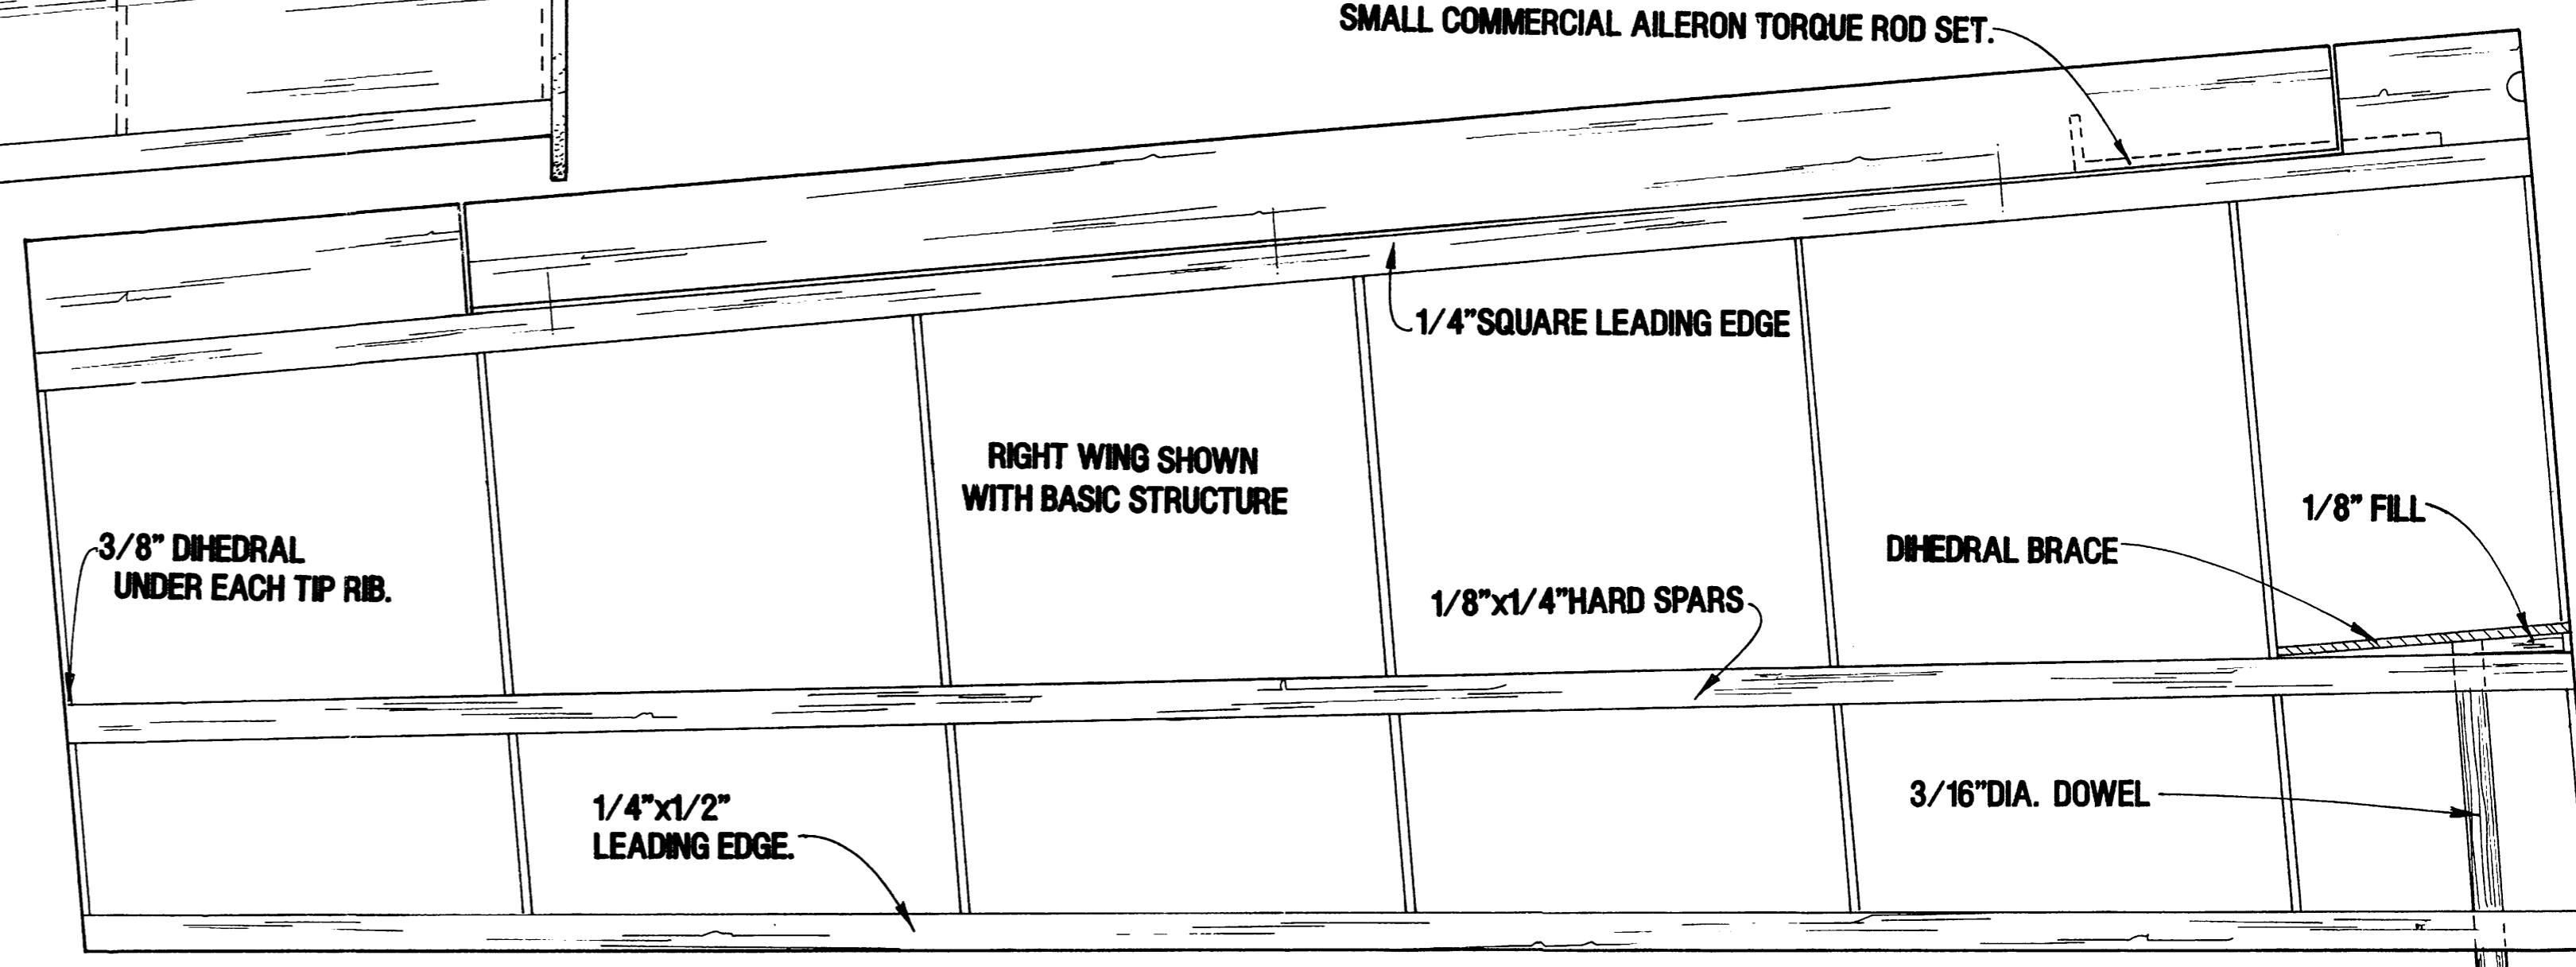 SMALL COMMERCIAL AILERON TORQUE ROD SET.
1/4"SQUARE LEADING EDGE
RIGHT WING SHOWN
WITH BASIC STRUCTURE
1/8" FILL
3/8" DIHEDRAL
UNDER EACH TIP RIB.
DIHEDRAL BRACE
1/8"x1/4"HARD SPARS
1/4"x1/2"
LEADING EDGE.
3/16"DIA. DOWEL